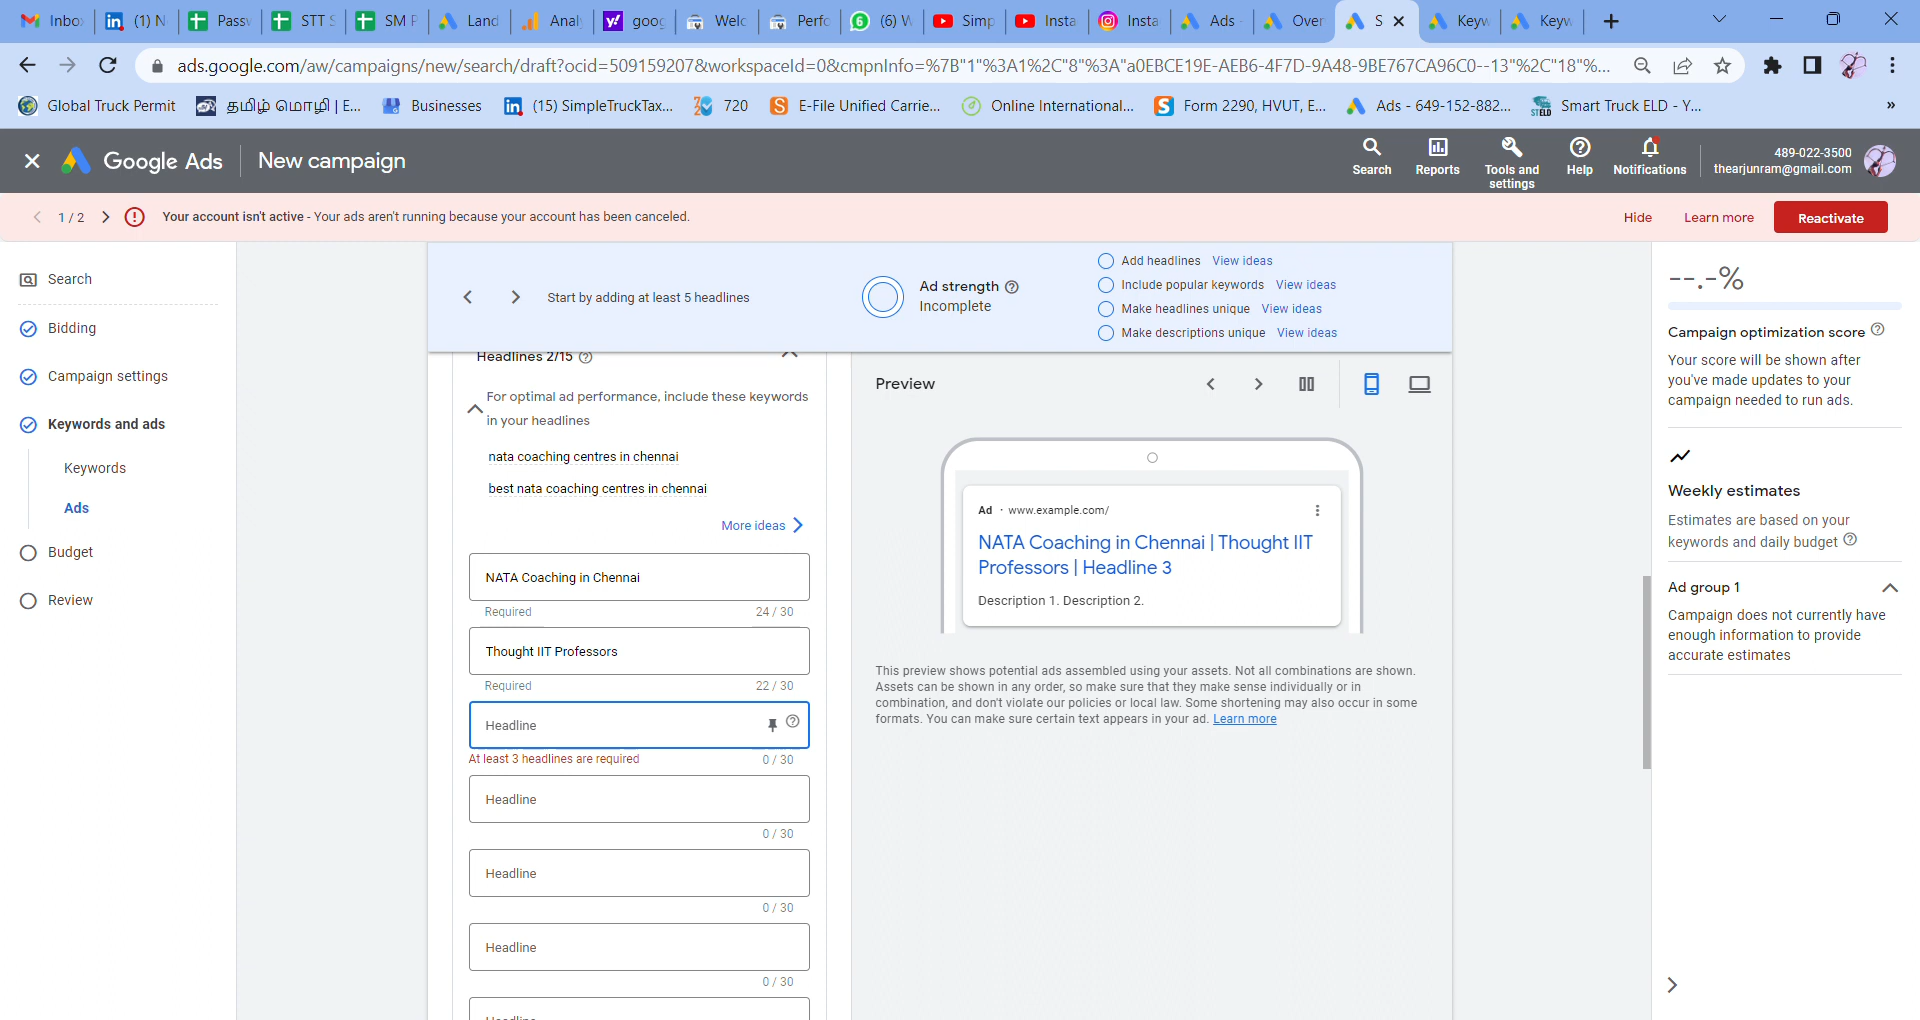 Inbo
(1) N
Passv
STT S
SM F
Land
Analy
goog
Welc
Perfo
(6) W
Simp
Insta
Insta
Ads -
Over
S
Keyw
Keyw
ads.google.com/aw/campaigns/new/search/draft?ocid=509159207&workspaceId=0&cmpnInfo=%7B"1"%3A1%2C"8"%3A"a0EBCE19E-AEB6-4F7D-9A48-9BE767CA96C0--13"%2C"18"%...
Global Truck Permit
தமிழ் மொழி | E...
Businesses
(15) SimpleTruckTax...
720
E-File Unified Carrie...
Online International...
Form 2290, HVUT, E...
Ads - 649-152-882...
Smart Truck ELD - Y...
»
Google Ads
New campaign
Search
Reports
Tools and
settings
Help
Notifications
489-022-3500
thearjunram@gmail.com
1 / 2
Your account isn't active - Your ads aren't running because your account has been canceled.
Hide
Learn more
Reactivate
Search
Bidding
Campaign settings
Keywords and ads
Keywords
Ads
Budget
Review
Start by adding at least 5 headlines
Ad strength
Incomplete
Add headlines View ideas
Include popular keywords View ideas
Make headlines unique View ideas
Make descriptions unique View ideas
Headlines 2/15
For optimal ad performance, include these keywords
in your headlines
nata coaching centres in chennai
best nata coaching centres in chennai
More ideas
NATA Coaching in Chennai
Required 24 / 30
Thought IIT Professors
Required 22 / 30
Headline
At least 3 headlines are required 0 / 30
Headline
0 / 30
Headline
0 / 30
Headline
0 / 30
Preview
Ad · www.example.com/
NATA Coaching in Chennai | Thought IIT
Professors | Headline 3
Description 1. Description 2.
This preview shows potential ads assembled using your assets. Not all combinations are shown.
Assets can be shown in any order, so make sure that they make sense individually or in
combination, and don't violate our policies or local law. Some shortening may also occur in some
formats. You can make sure certain text appears in your ad. Learn more
--.-%
Campaign optimization score
Your score will be shown after
you've made updates to your
campaign needed to run ads.
Weekly estimates
Estimates are based on your
keywords and daily budget
Ad group 1
Campaign does not currently have
enough information to provide
accurate estimates